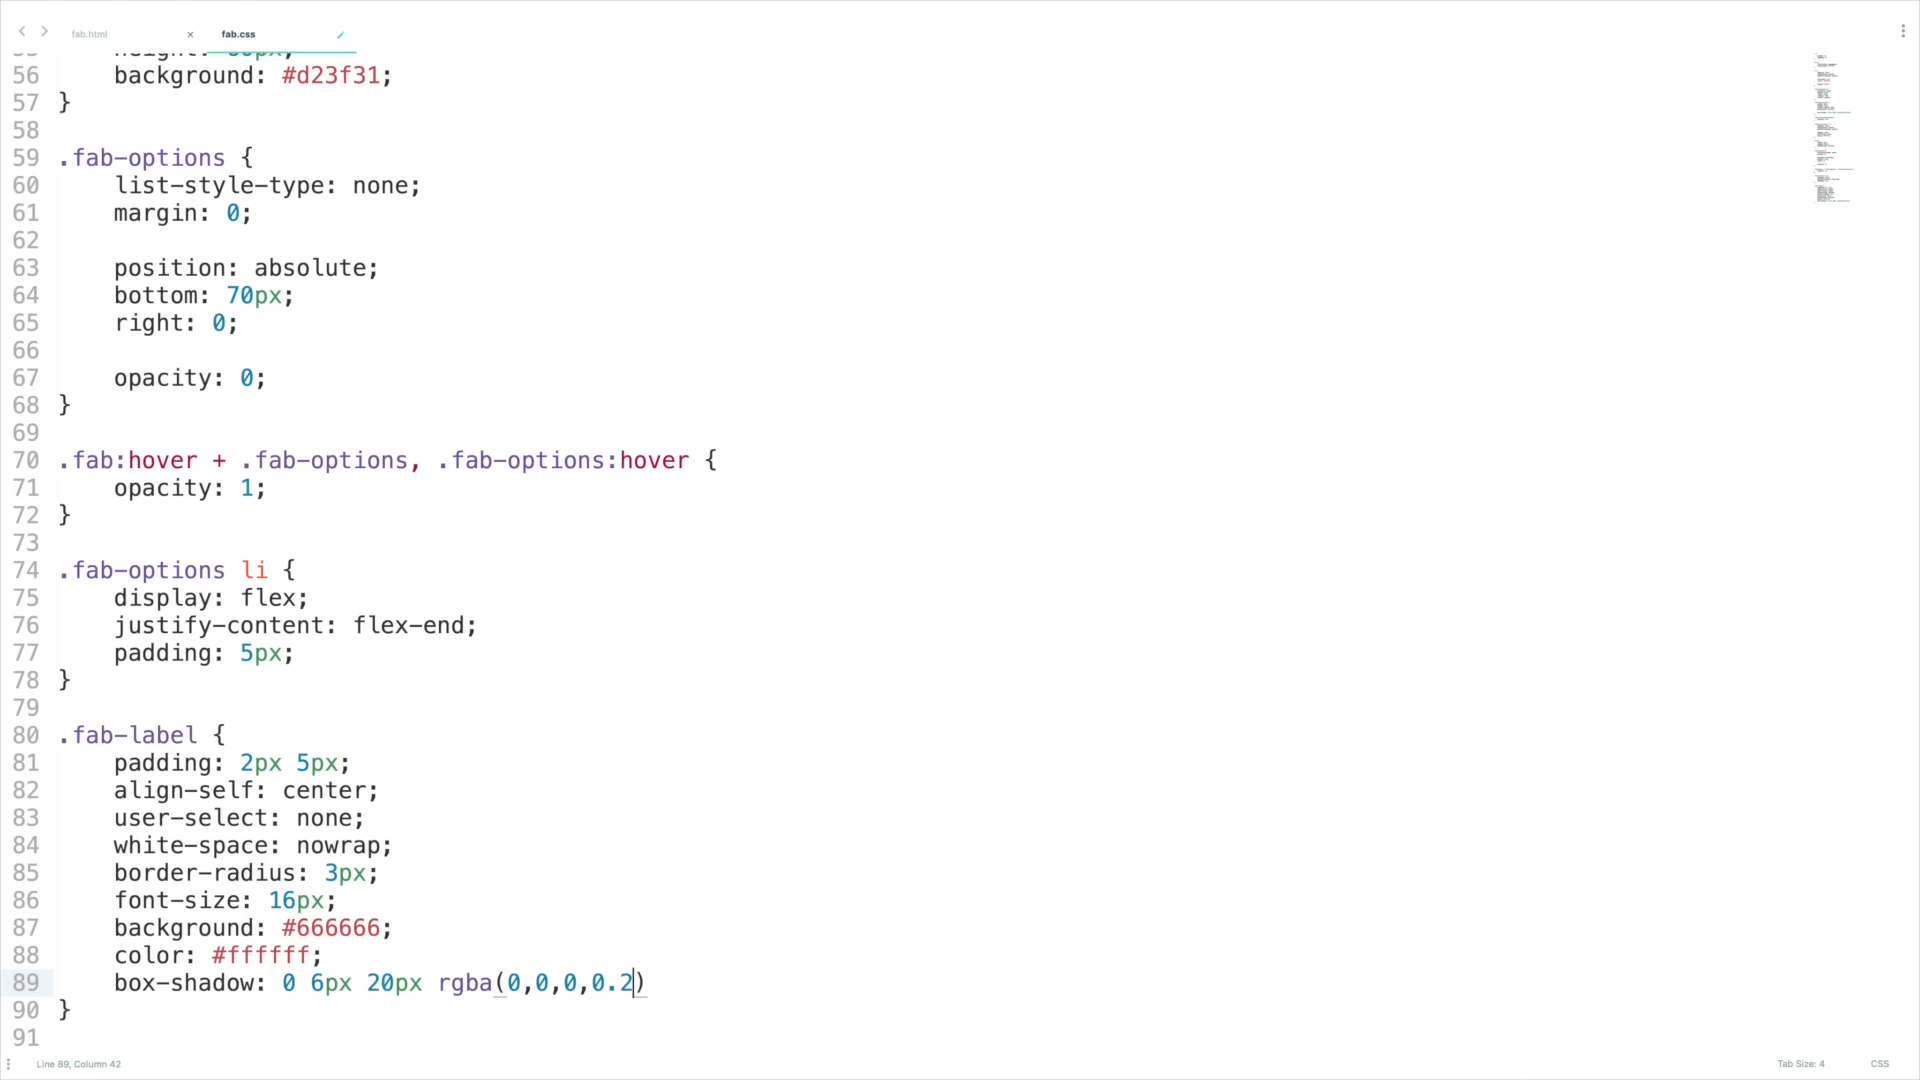 fab.html
fab.css
56 background: #d23f31;
57 }
58
59 .fab-options {
60 list-style-type: none;
61 margin: 0;
62
63 position: absolute;
64 bottom: 70px;
65 right: 0;
66
67 opacity: 0;
68 }
69
70 .fab:hover + .fab-options, .fab-options:hover {
71 opacity: 1;
72 }
73
74 .fab-options li {
75 display: flex;
76 justify-content: flex-end;
77 padding: 5px;
78 }
79
80 .fab-label {
81 padding: 2px 5px;
82 align-self: center;
83 user-select: none;
84 white-space: nowrap;
85 border-radius: 3px;
86 font-size: 16px;
87 background: #666666;
88 color: #ffffff;
89 box-shadow: 0 6px 20px rgba(0,0,0,0.2)
90 }
91
Line 89, Column 42
Tab Size: 4
CSS